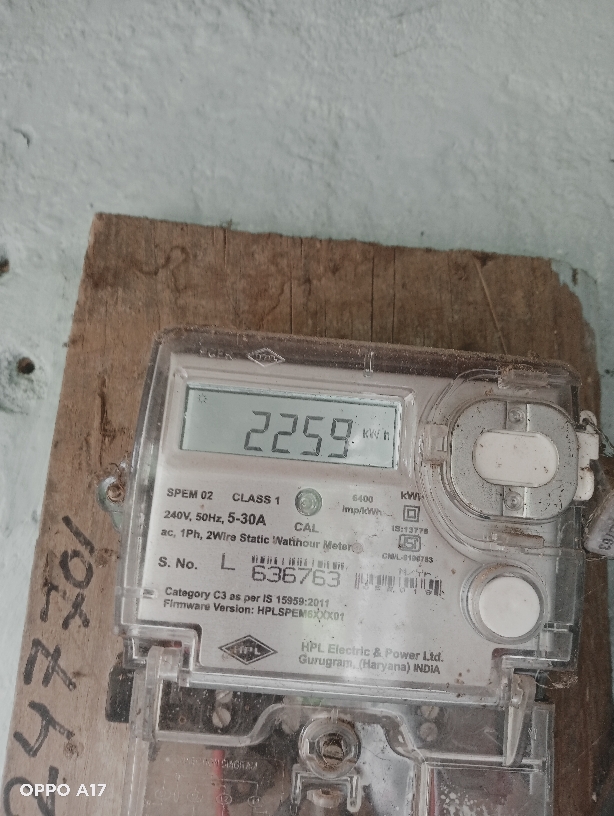 HPL
2259 kWh
SPEM 02 CLASS 1
6400
imp/kWh
240V, 50Hz, 5-30A
CAL
IS:13779
ac, 1Ph, 2Wire Static Watthour Meter
S. No. L 636763
Category C3 as per IS 15959:2011
Firmware Version: HPLSPEM6XXX01
HPL
HPL Electric & Power Ltd.
Gurugram, (Haryana) INDIA
OPPO A17